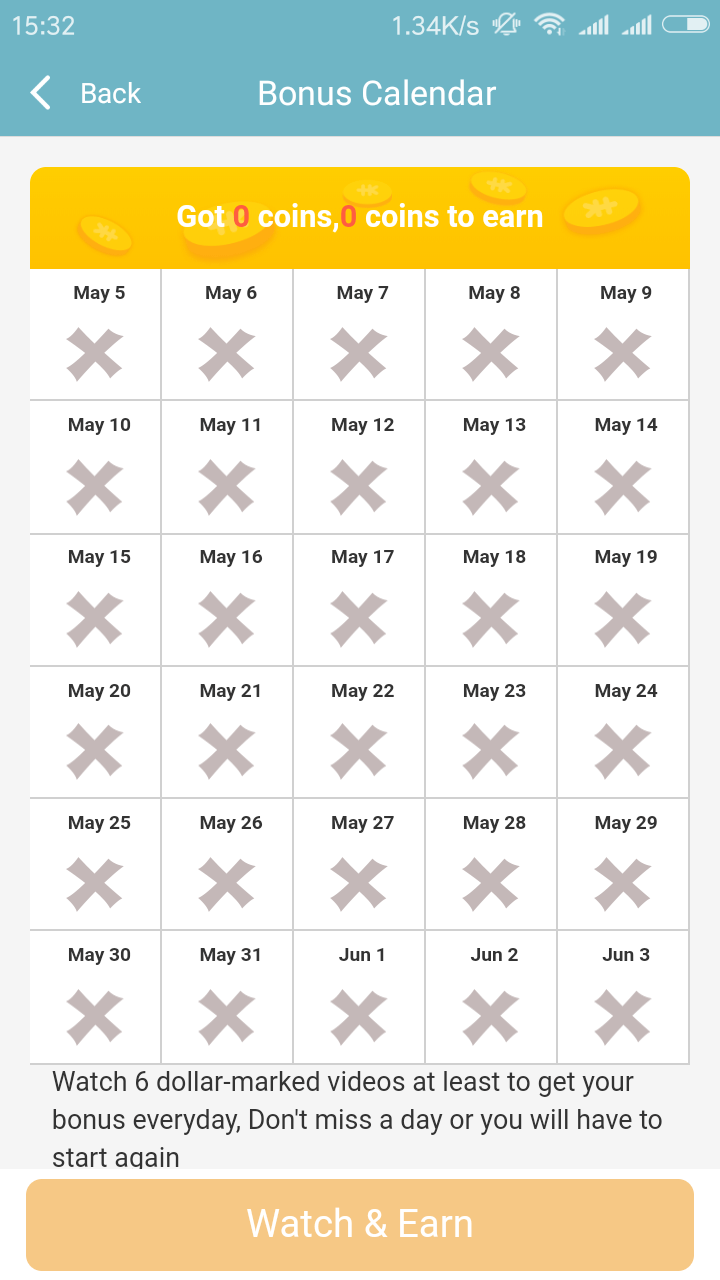 15:32 1.34K/s
Back Bonus Calendar
Got 0 coins,0 coins to earn
May 5 May 6 May 7 May 8 May 9
May 10 May 11 May 12 May 13 May 14
May 15 May 16 May 17 May 18 May 19
May 20 May 21 May 22 May 23 May 24
May 25 May 26 May 27 May 28 May 29
May 30 May 31 Jun 1 Jun 2 Jun 3
Watch 6 dollar-marked videos at least to get your
bonus everyday, Don't miss a day or you will have to
start again
Watch & Earn